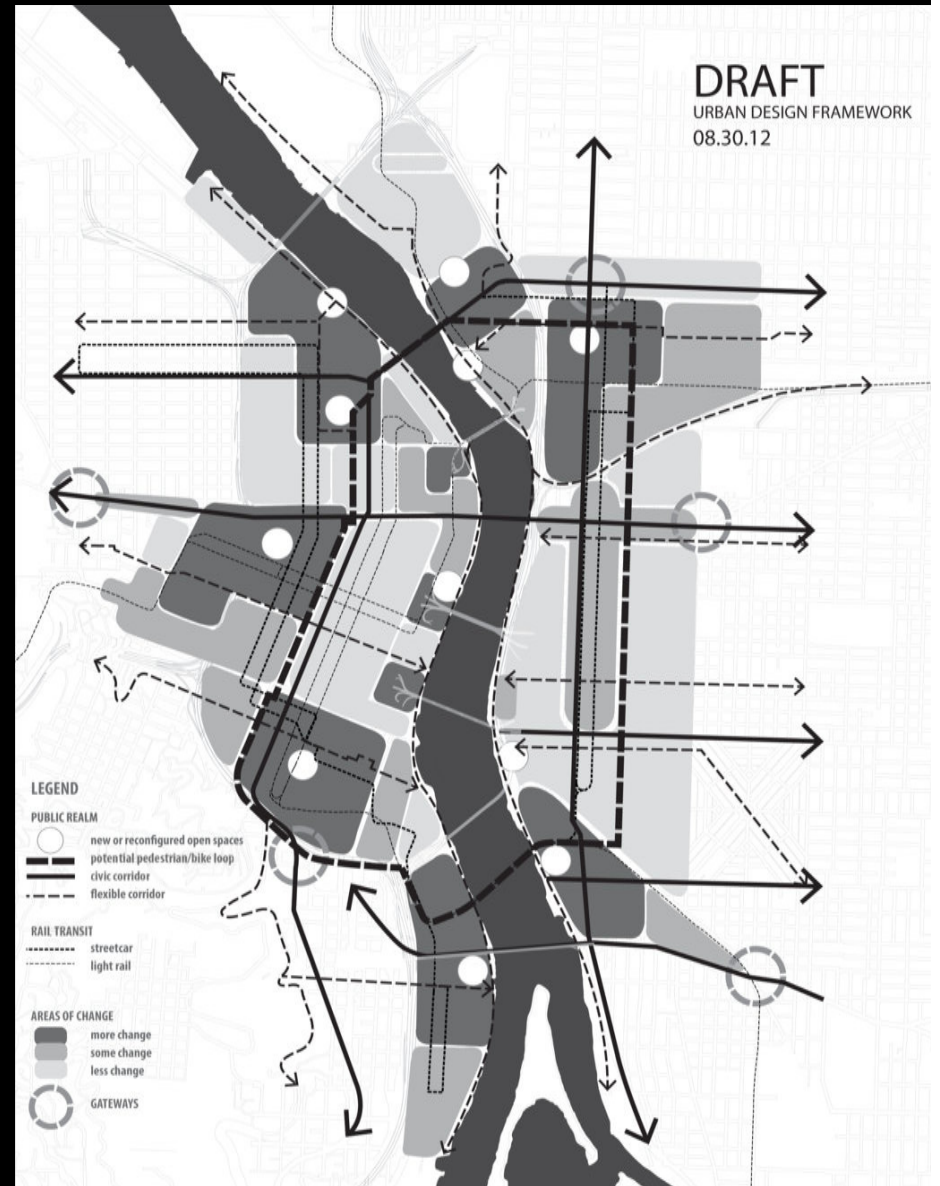 DRAFT
URBAN DESIGN FRAMEWORK
08.30.12
LEGEND
PUBLIC REALM
new or reconfigured open spaces
potential pedestrian/bike loop
civic corridor
flexible corridor
RAIL TRANSIT
streetcar
light rail
AREAS OF CHANGE
more change
some change
less change
GATEWAYS